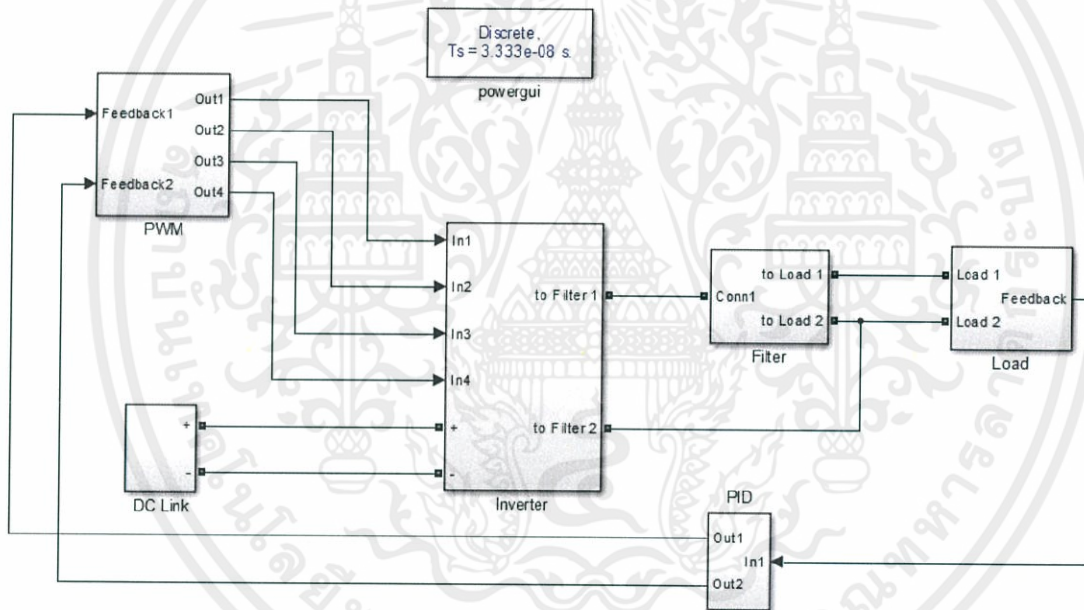 Discrete,
Ts = 3.333e-08 s.
powergui
Feedback1
Feedback2
Out1
Out2
Out3
Out4
PWM
In1
In2
In3
In4
+
-
to Filter 1
to Filter 2
Inverter
+
-
DC Link
Conn1
to Load 1
to Load 2
Filter
Load 1
Load 2
Feedback
Load
PID
Out1
Out2
In1